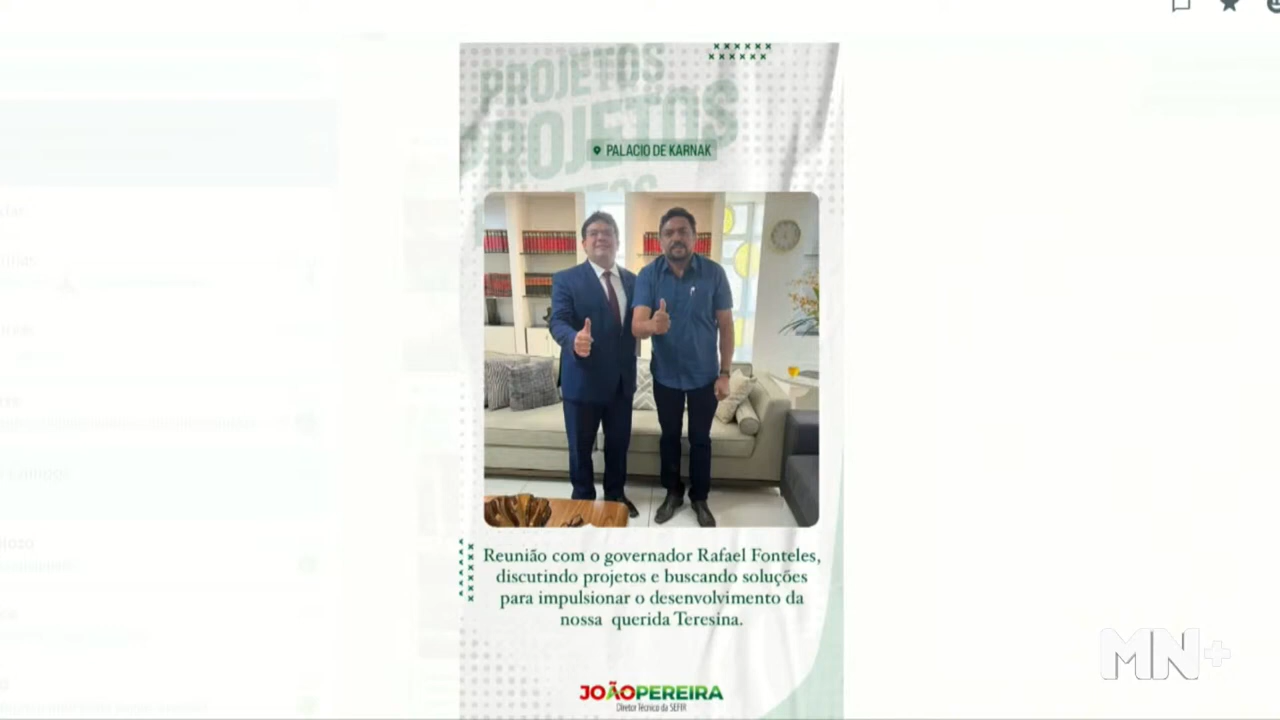 PROJETOS
PROJETOS
PALACIO DE KARNAK
Reunião com o governador Rafael Fonteles,
discutindo projetos e buscando soluções
para impulsionar o desenvolvimento da
nossa querida Teresina.
JOÃOPEREIRA
Diretor Técnico da SEFIR
MN+